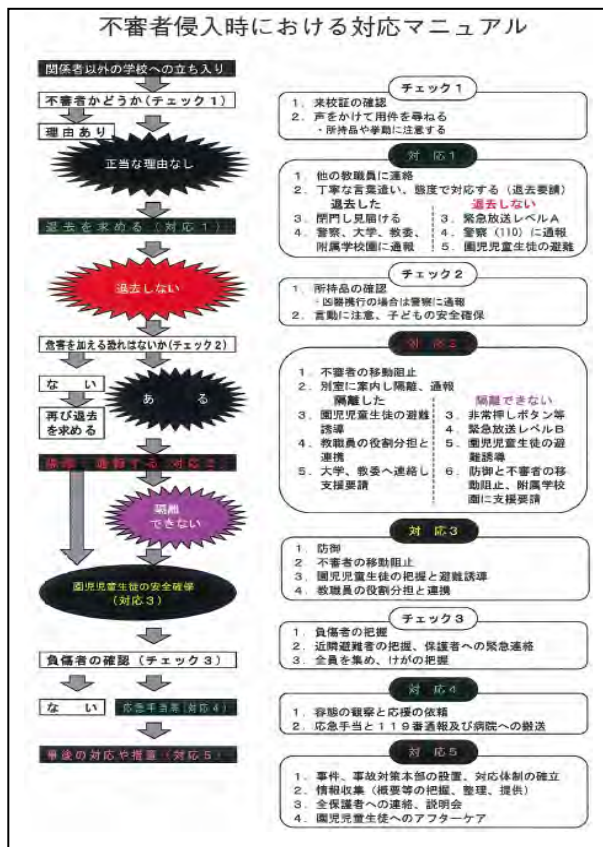 不審者侵入時における対応マニュアル
関係者以外の学校への立ち入り
不審者かどうか(チェック1)
理由あり
正当な理由なし
退去を求める(対応1)
退去しない
危害を加える恐れはないか(チェック2)
ない
ある
再び退去
を求める
隔離・通報する(対応2)
隔離
できない
園児児童生徒の安全確保
(対応3)
負傷者の確認(チェック3)
ない
応急手当等(対応4)
事後の対応や措置(対応5)
チェック1
1. 来校証の確認
2. 声をかけて用件を尋ねる
・所持品や挙動に注意する
対応1
1. 他の教職員に連絡
2. 丁寧な言葉遣い、態度で対応する(退去要請)
退去した
3. 閉門し見届ける
4. 警察、大学、教委、
附属学校園に通報
退去しない
3. 緊急放送レベルA
4. 警察(110)に通報
5. 園児児童生徒の避難
チェック2
1. 所持品の確認
・凶器携行の場合は警察に通報
2. 言動に注意、子どもの安全確保
対応2
1. 不審者の移動阻止
2. 別室に案内し隔離、通報
隔離した
3. 園児児童生徒の避難
誘導
4. 教職員の役割分担と
連携
5. 大学、教委へ連絡し
支援要請
隔離できない
3. 非常押しボタン等
4. 緊急放送レベルB
5. 園児児童生徒の避
難誘導
6. 防御と不審者の移
動阻止、附属学校
園に支援要請
対応3
1. 防御
2. 不審者の移動阻止
3. 園児児童生徒の把握と避難誘導
4. 教職員の役割分担と連携
チェック3
1. 負傷者の把握
2. 近隣避難者の把握、保護者への緊急連絡
3. 全員を集め、けがの把握
対応4
1. 容態の観察と応援の依頼
2. 応急手当と119番通報及び病院への搬送
対応5
1. 事件、事故対策本部の設置、対応体制の確立
2. 情報収集(概要等の把握、整理、提供)
3. 全保護者への連絡、説明会
4. 園児児童生徒へのアフターケア